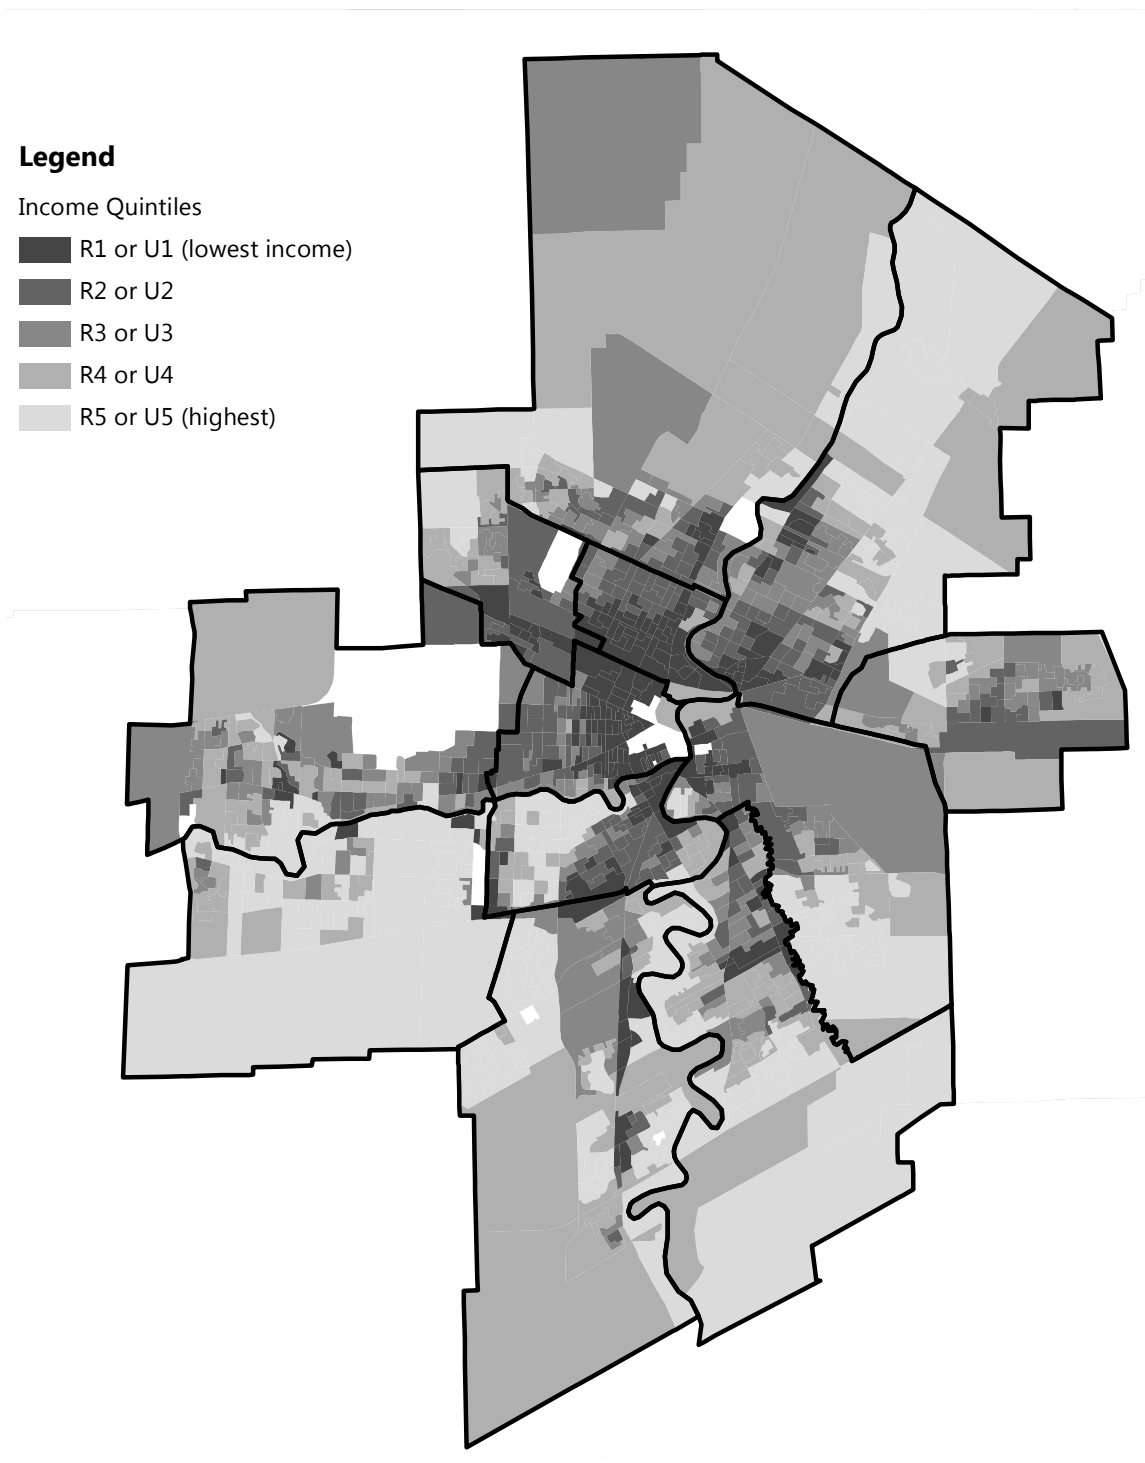 Legend
Income Quintiles
R1 or U1 (lowest income)
R2 or U2
R3 or U3
R4 or U4
R5 or U5 (highest)